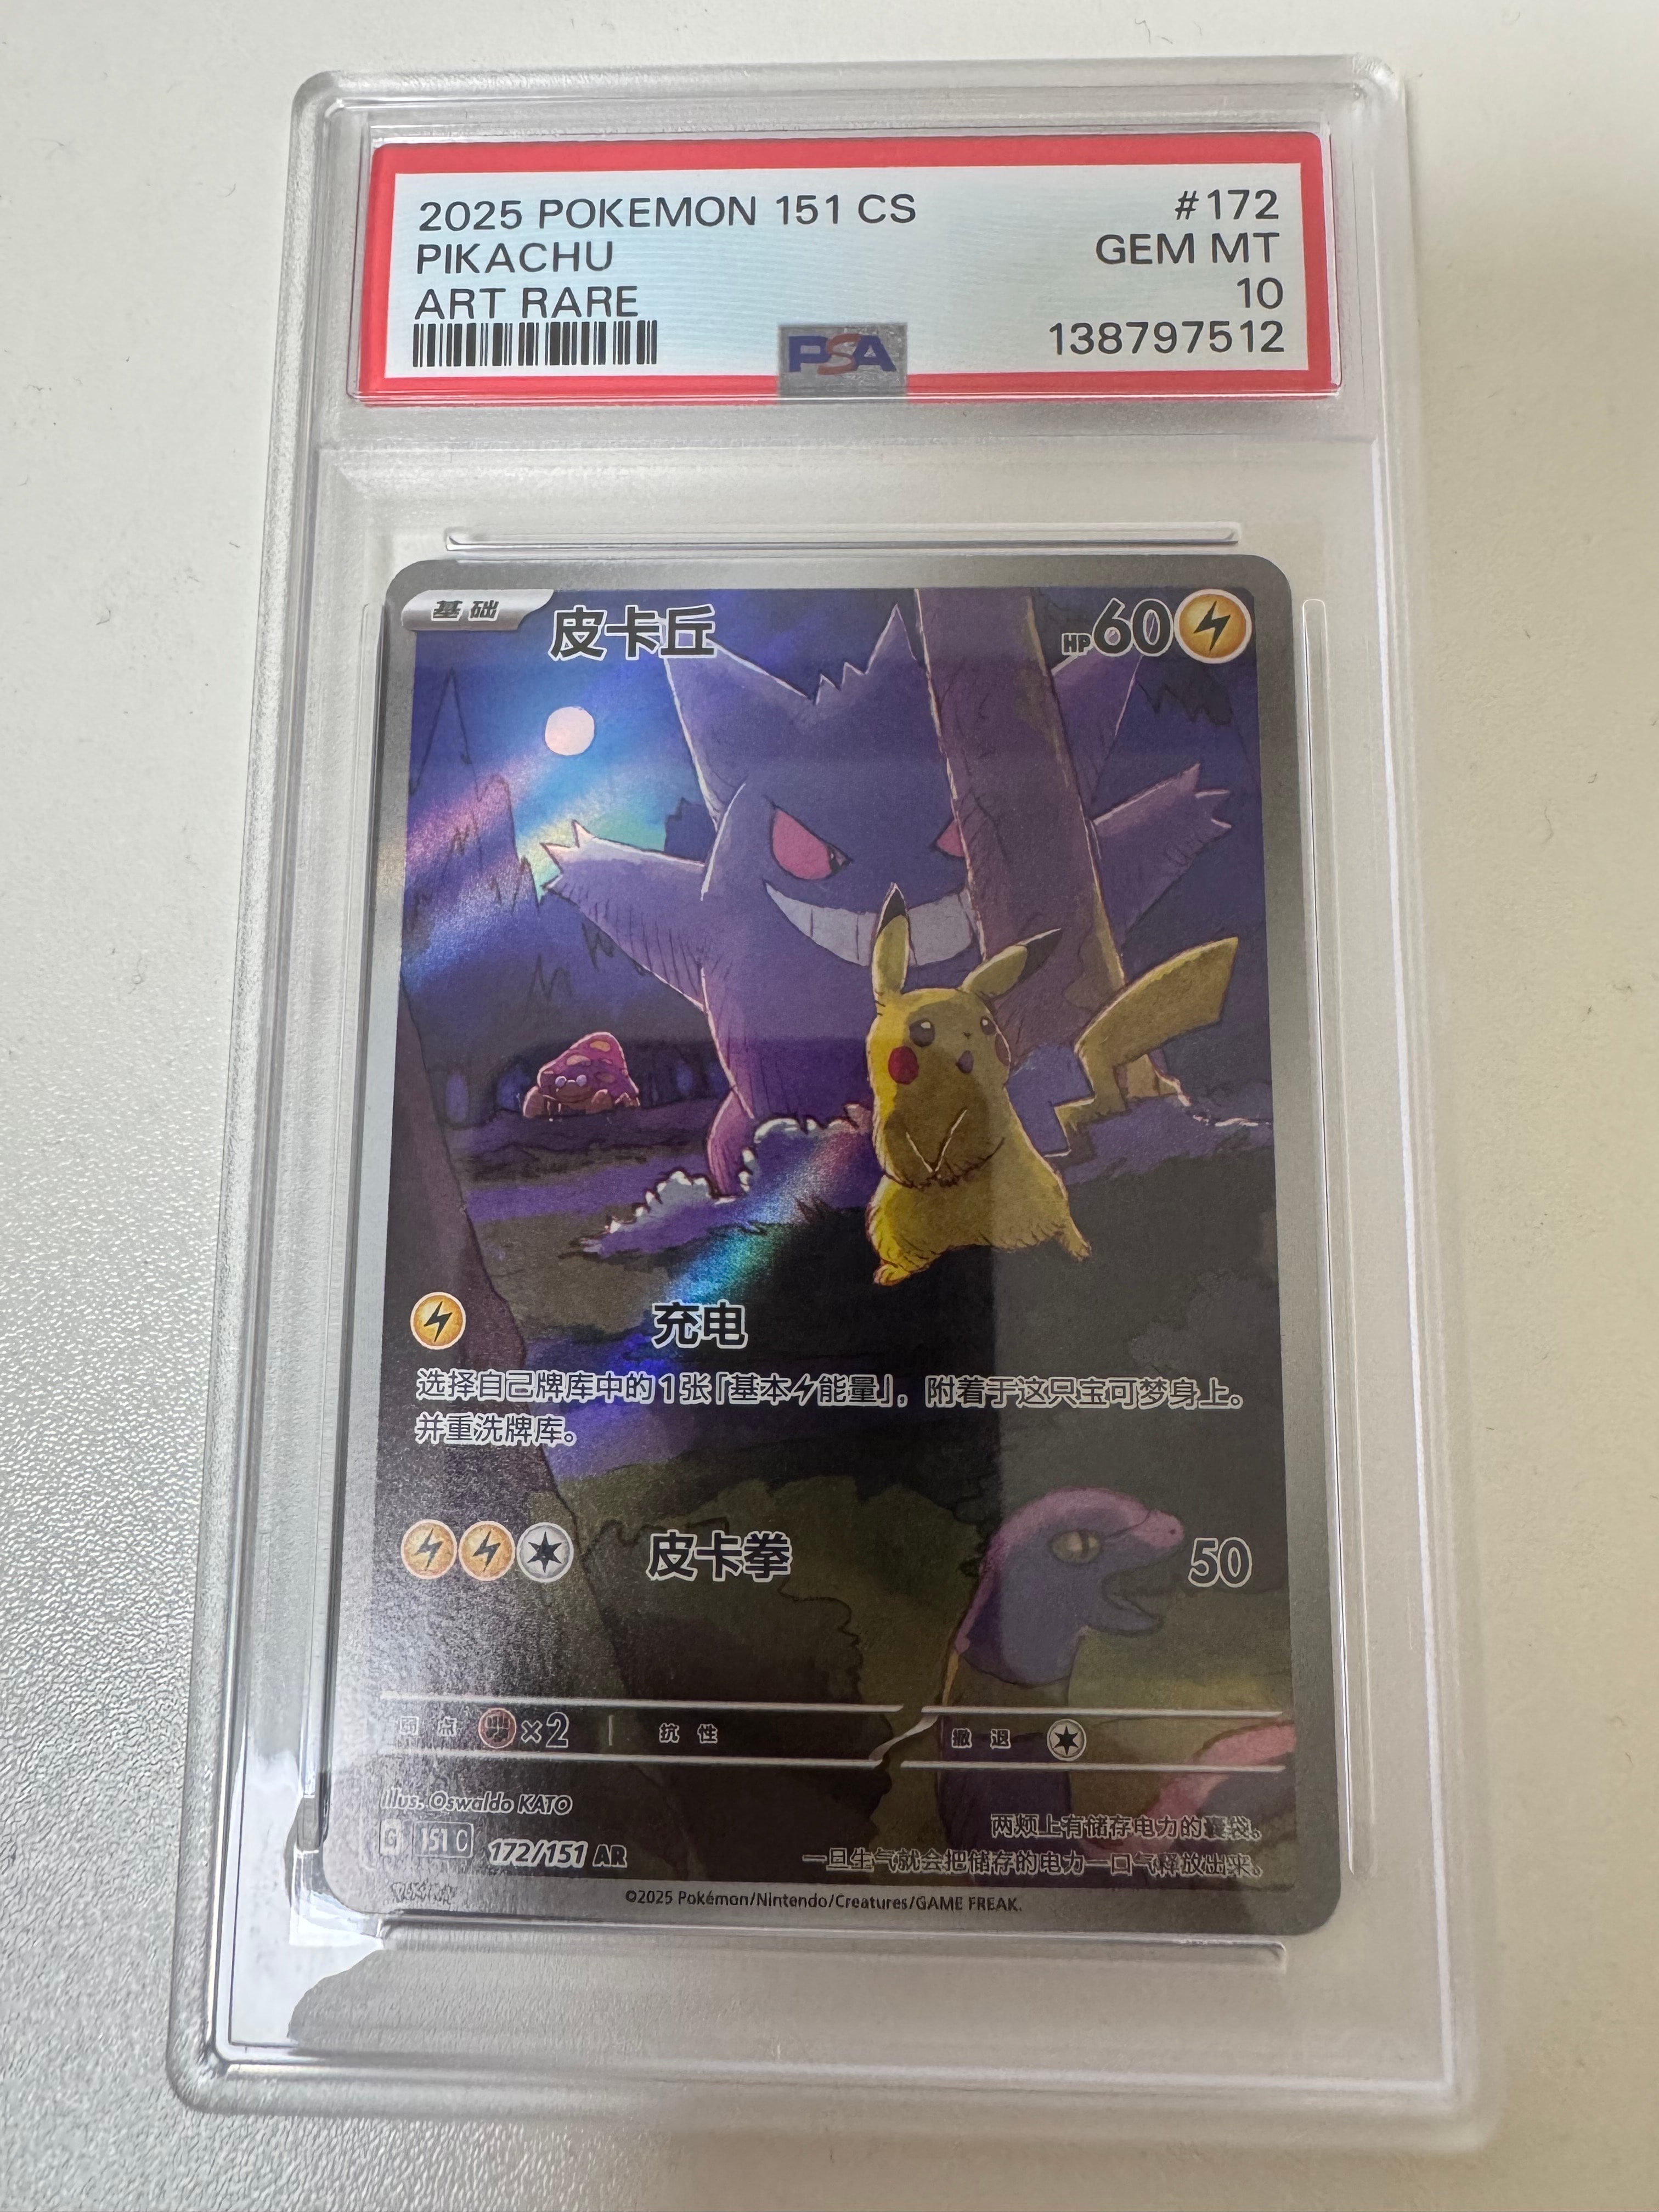 2025 POKEMON 151 CS #172
PIKACHU GEM MT
ART RARE 10
138797512
PSA
基础 皮卡丘 HP60
充电
选择自己牌库中的1张「基本能量」，附着于这只宝可梦身上。
并重洗牌库。
皮卡拳 50
弱点 ×2 抗性 撤退
Illus. Oswaldo KATO
两颊上有储存电力的囊袋。
G 151 C 172/151 AR
一旦生气就会把储存的电力一口气释放出来。
©2025 Pokémon/Nintendo/Creatures/GAME FREAK.